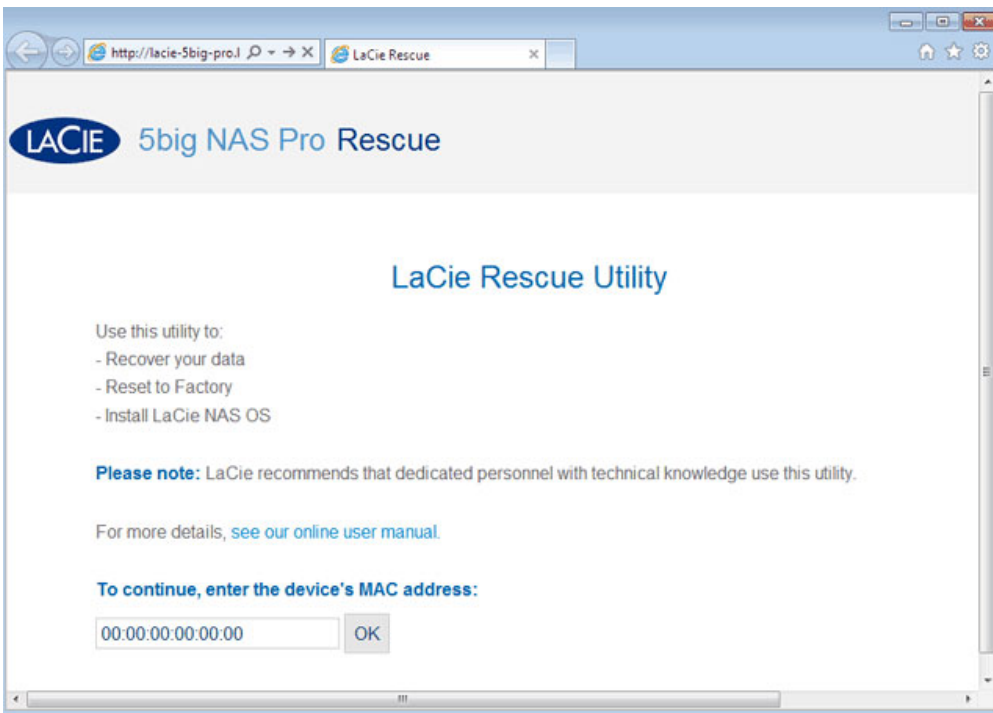 http://lacie-5big-pro.l
LaCie Rescue
LACIE 5big NAS Pro Rescue
LaCie Rescue Utility
Use this utility to:
- Recover your data
- Reset to Factory
- Install LaCie NAS OS
Please note: LaCie recommends that dedicated personnel with technical knowledge use this utility.
For more details, see our online user manual.
To continue, enter the device's MAC address:
00:00:00:00:00:00 OK